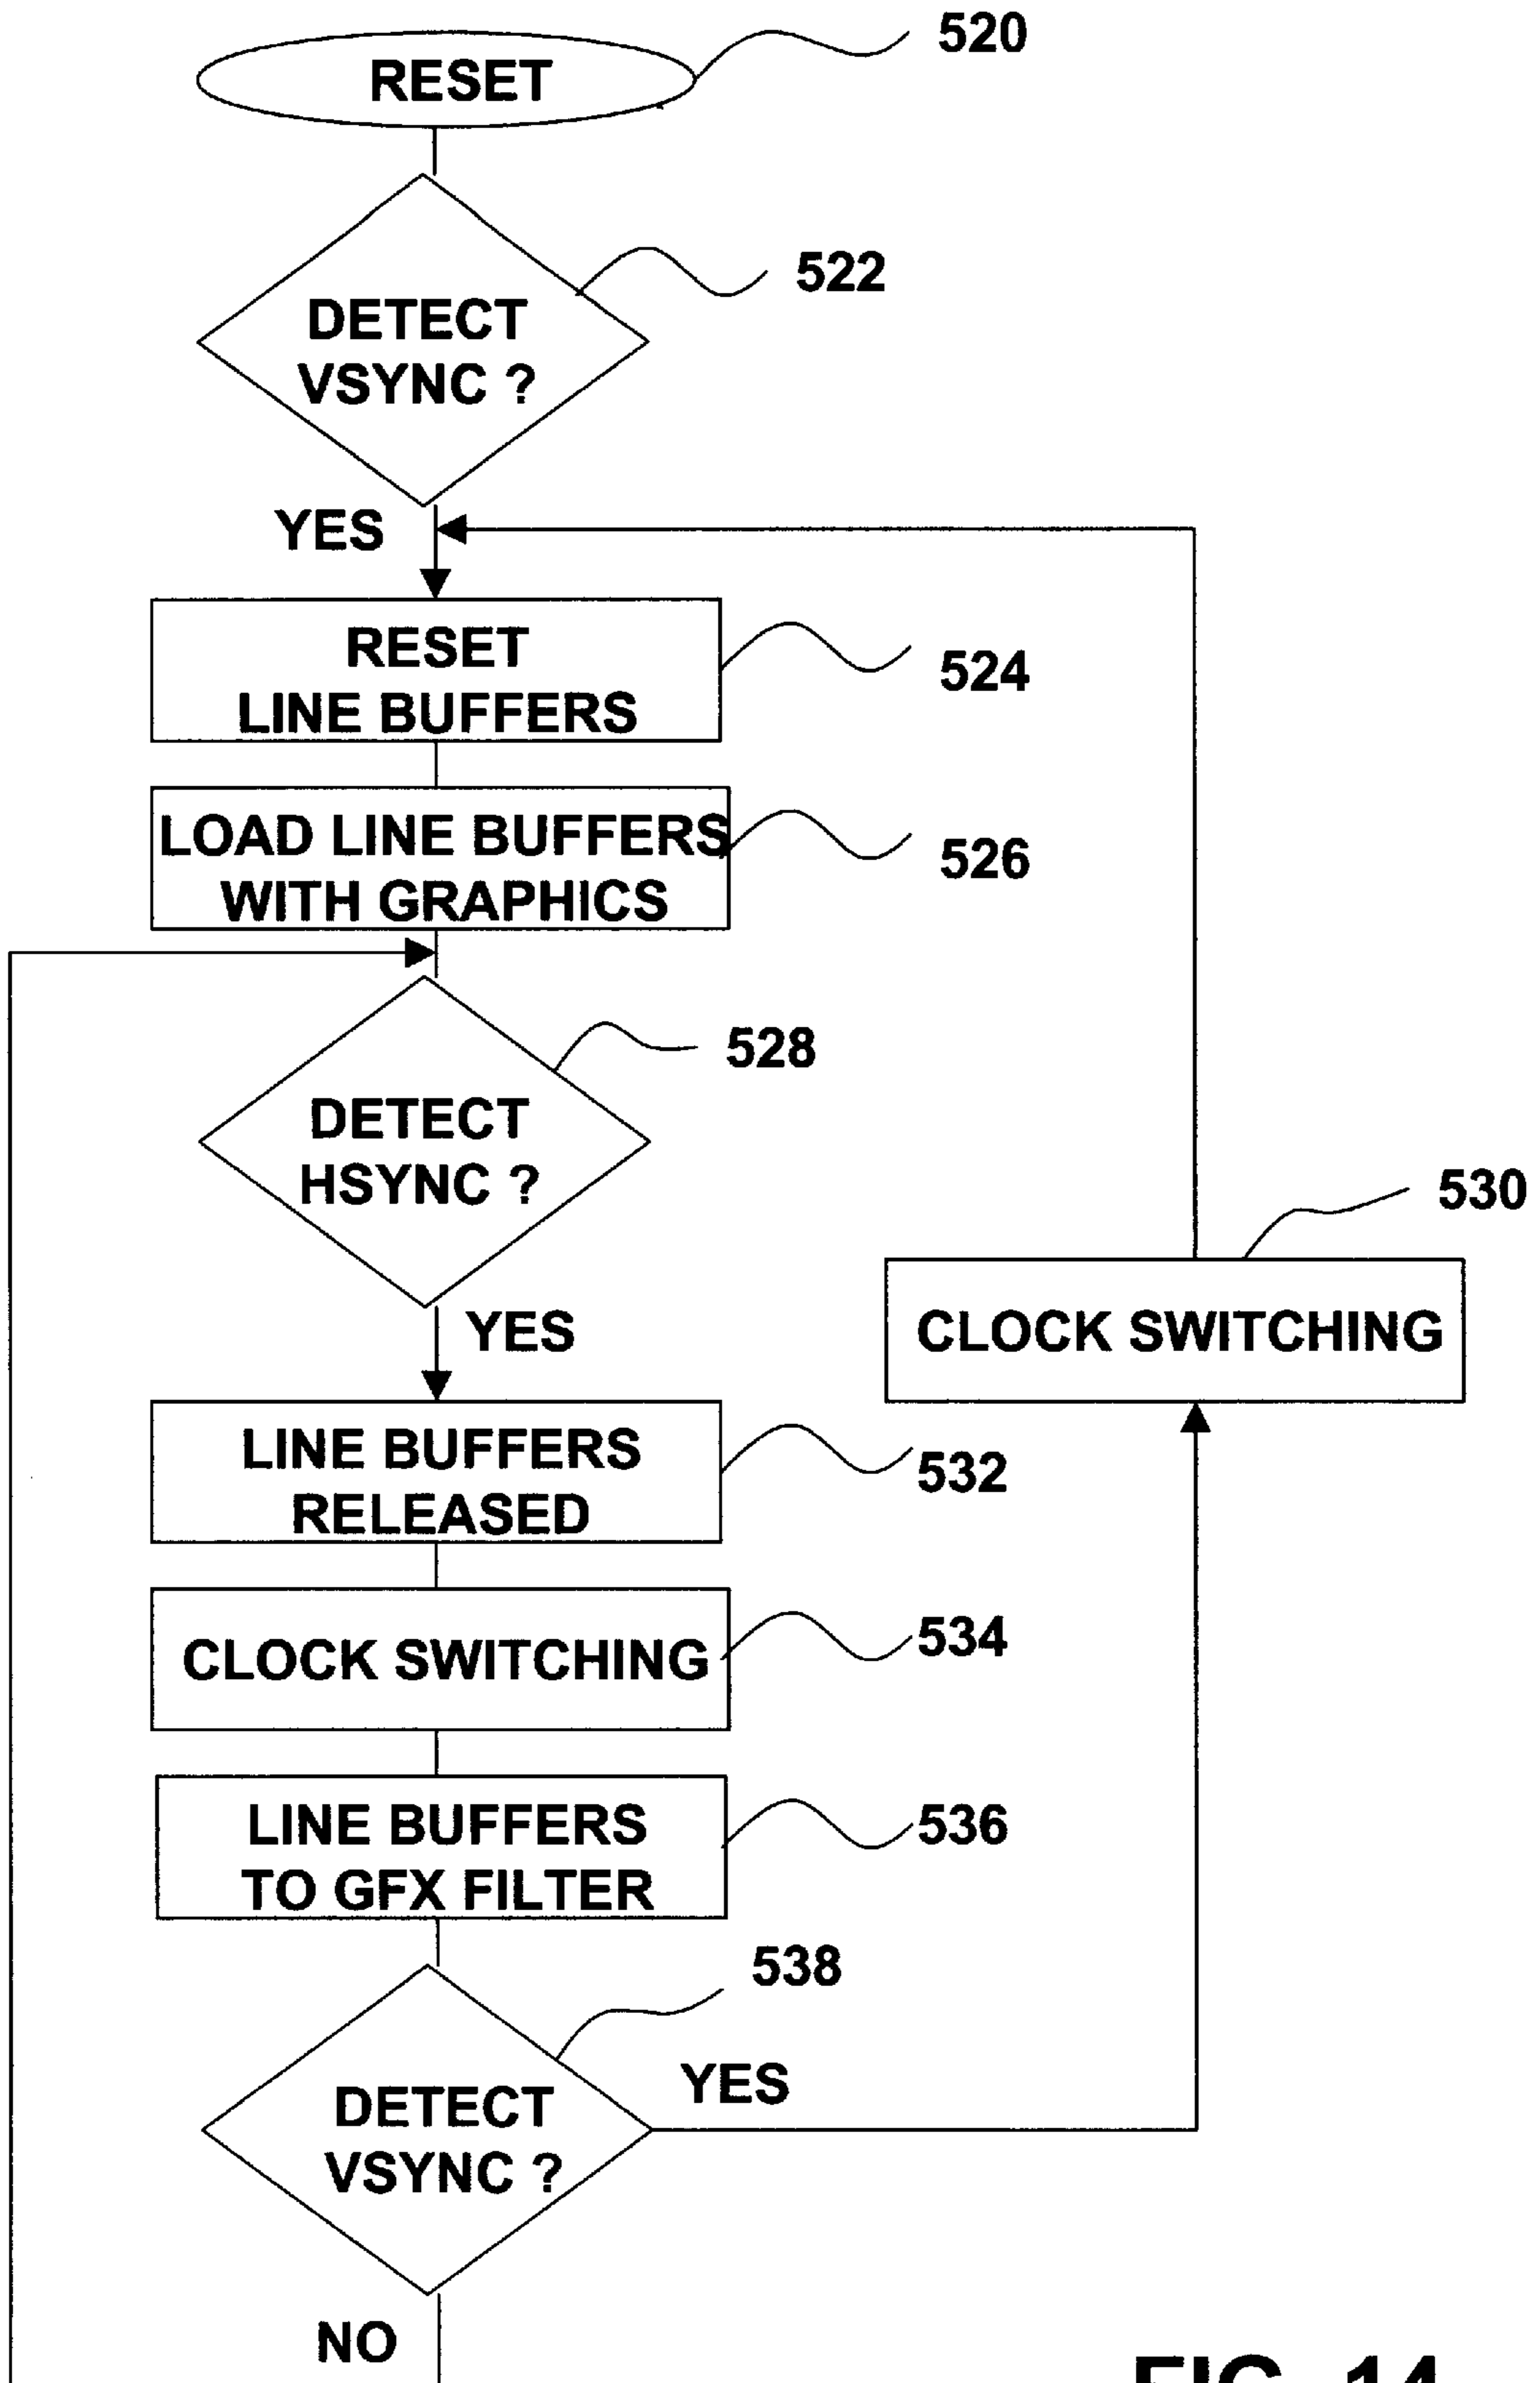 RESET
520
DETECT
VSYNC ?
522
YES
RESET
LINE BUFFERS
524
LOAD LINE BUFFERS
WITH GRAPHICS
526
DETECT
HSYNC ?
528
YES
530
CLOCK SWITCHING
LINE BUFFERS
RELEASED
532
CLOCK SWITCHING
534
LINE BUFFERS
TO GFX FILTER
536
DETECT
VSYNC ?
538
YES
NO
FIG. 14